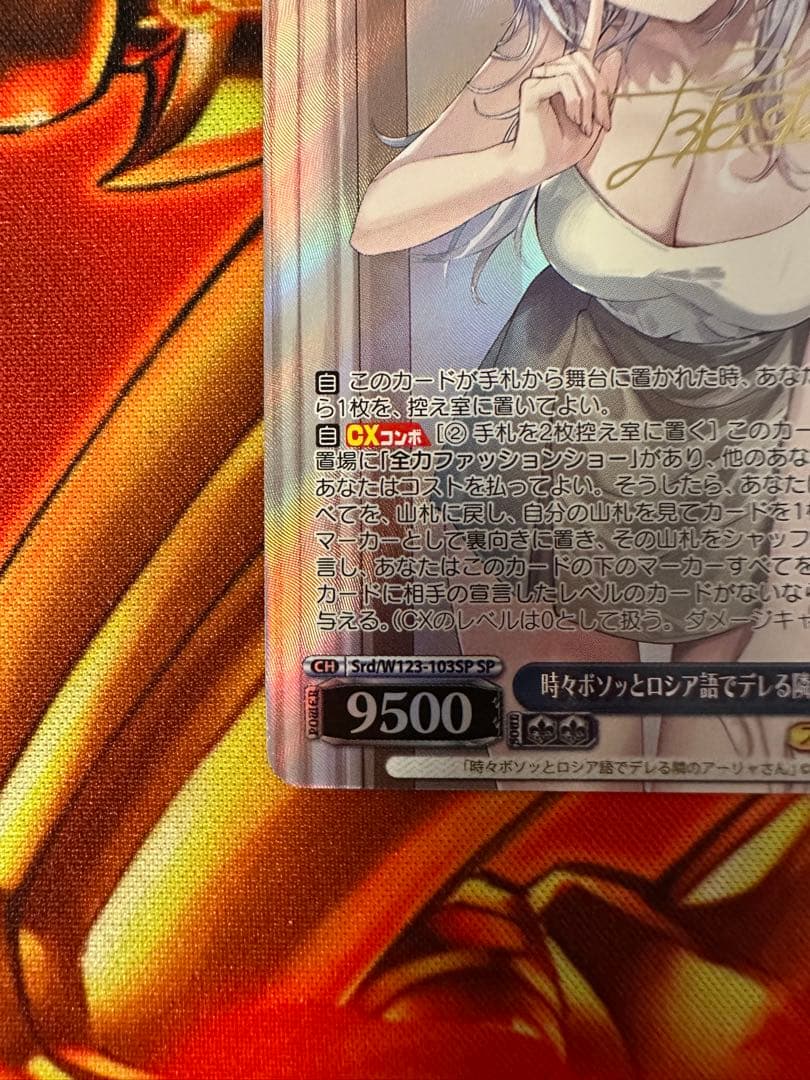 自 このカードが手札から舞台に置かれた時、あなた
ら1枚を、控え室に置いてよい。
自 CXコンボ [② 手札を2枚控え室に置く] このカー
置場に「全力ファッションショー」があり、他のあな
あなたはコストを払ってよい。そうしたら、あなたは
べてを、山札に戻し、自分の山札を見てカードを1枚
マーカーとして裏向きに置き、その山札をシャッフ
言し、あなたはこのカードの下のマーカーすべてを
カードに相手の宣言したレベルのカードがないなら
与える。(CXのレベルは0として扱う。ダメージキャ
CH Srd/W123-103SP SP
時々ボソッとロシア語でデレる隣
POWER 9500 SOUL
「時々ボソッとロシア語でデレる隣のアーリャさん」©